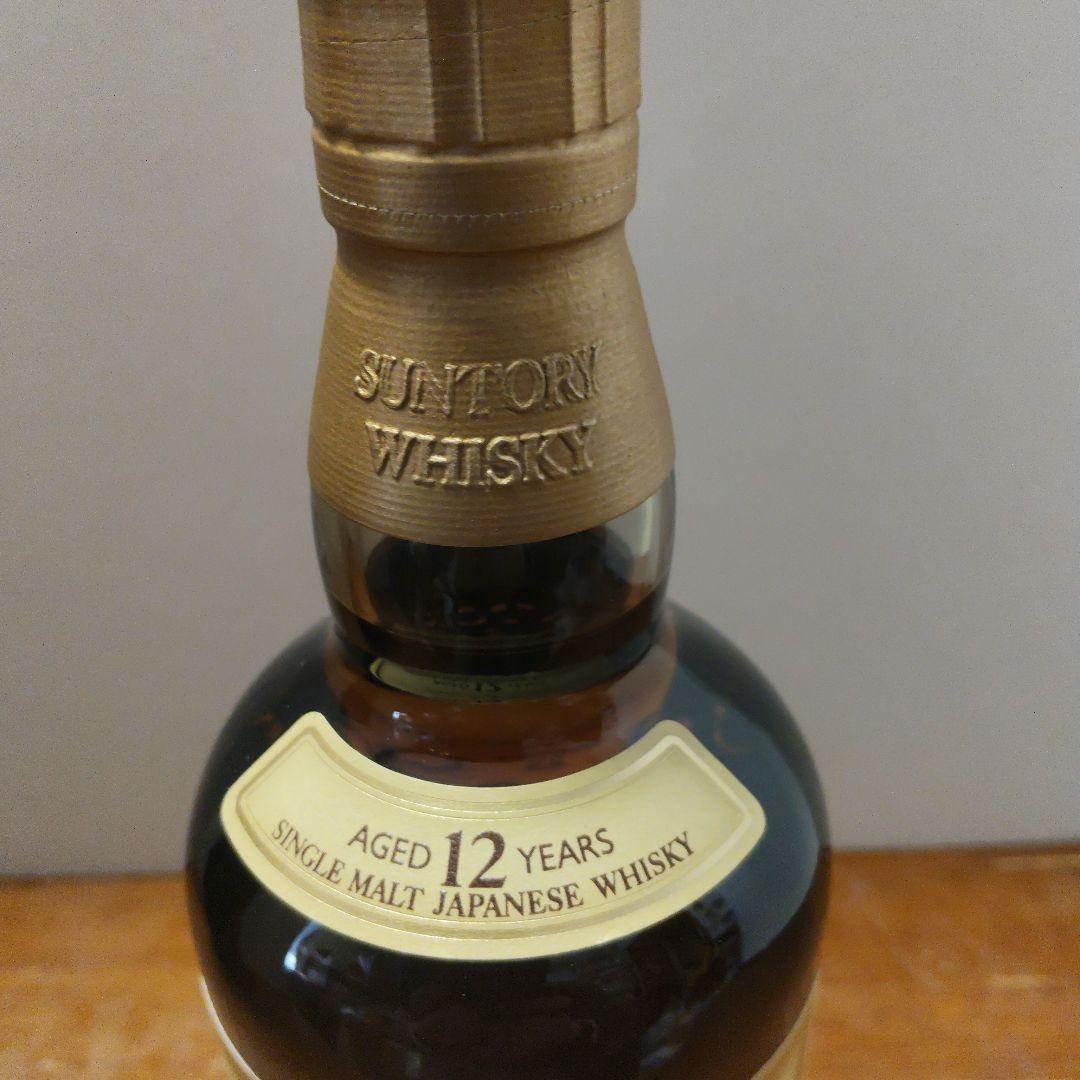 SUNTORY
WHISKY
AGED 12 YEARS
SINGLE MALT JAPANESE WHISKY